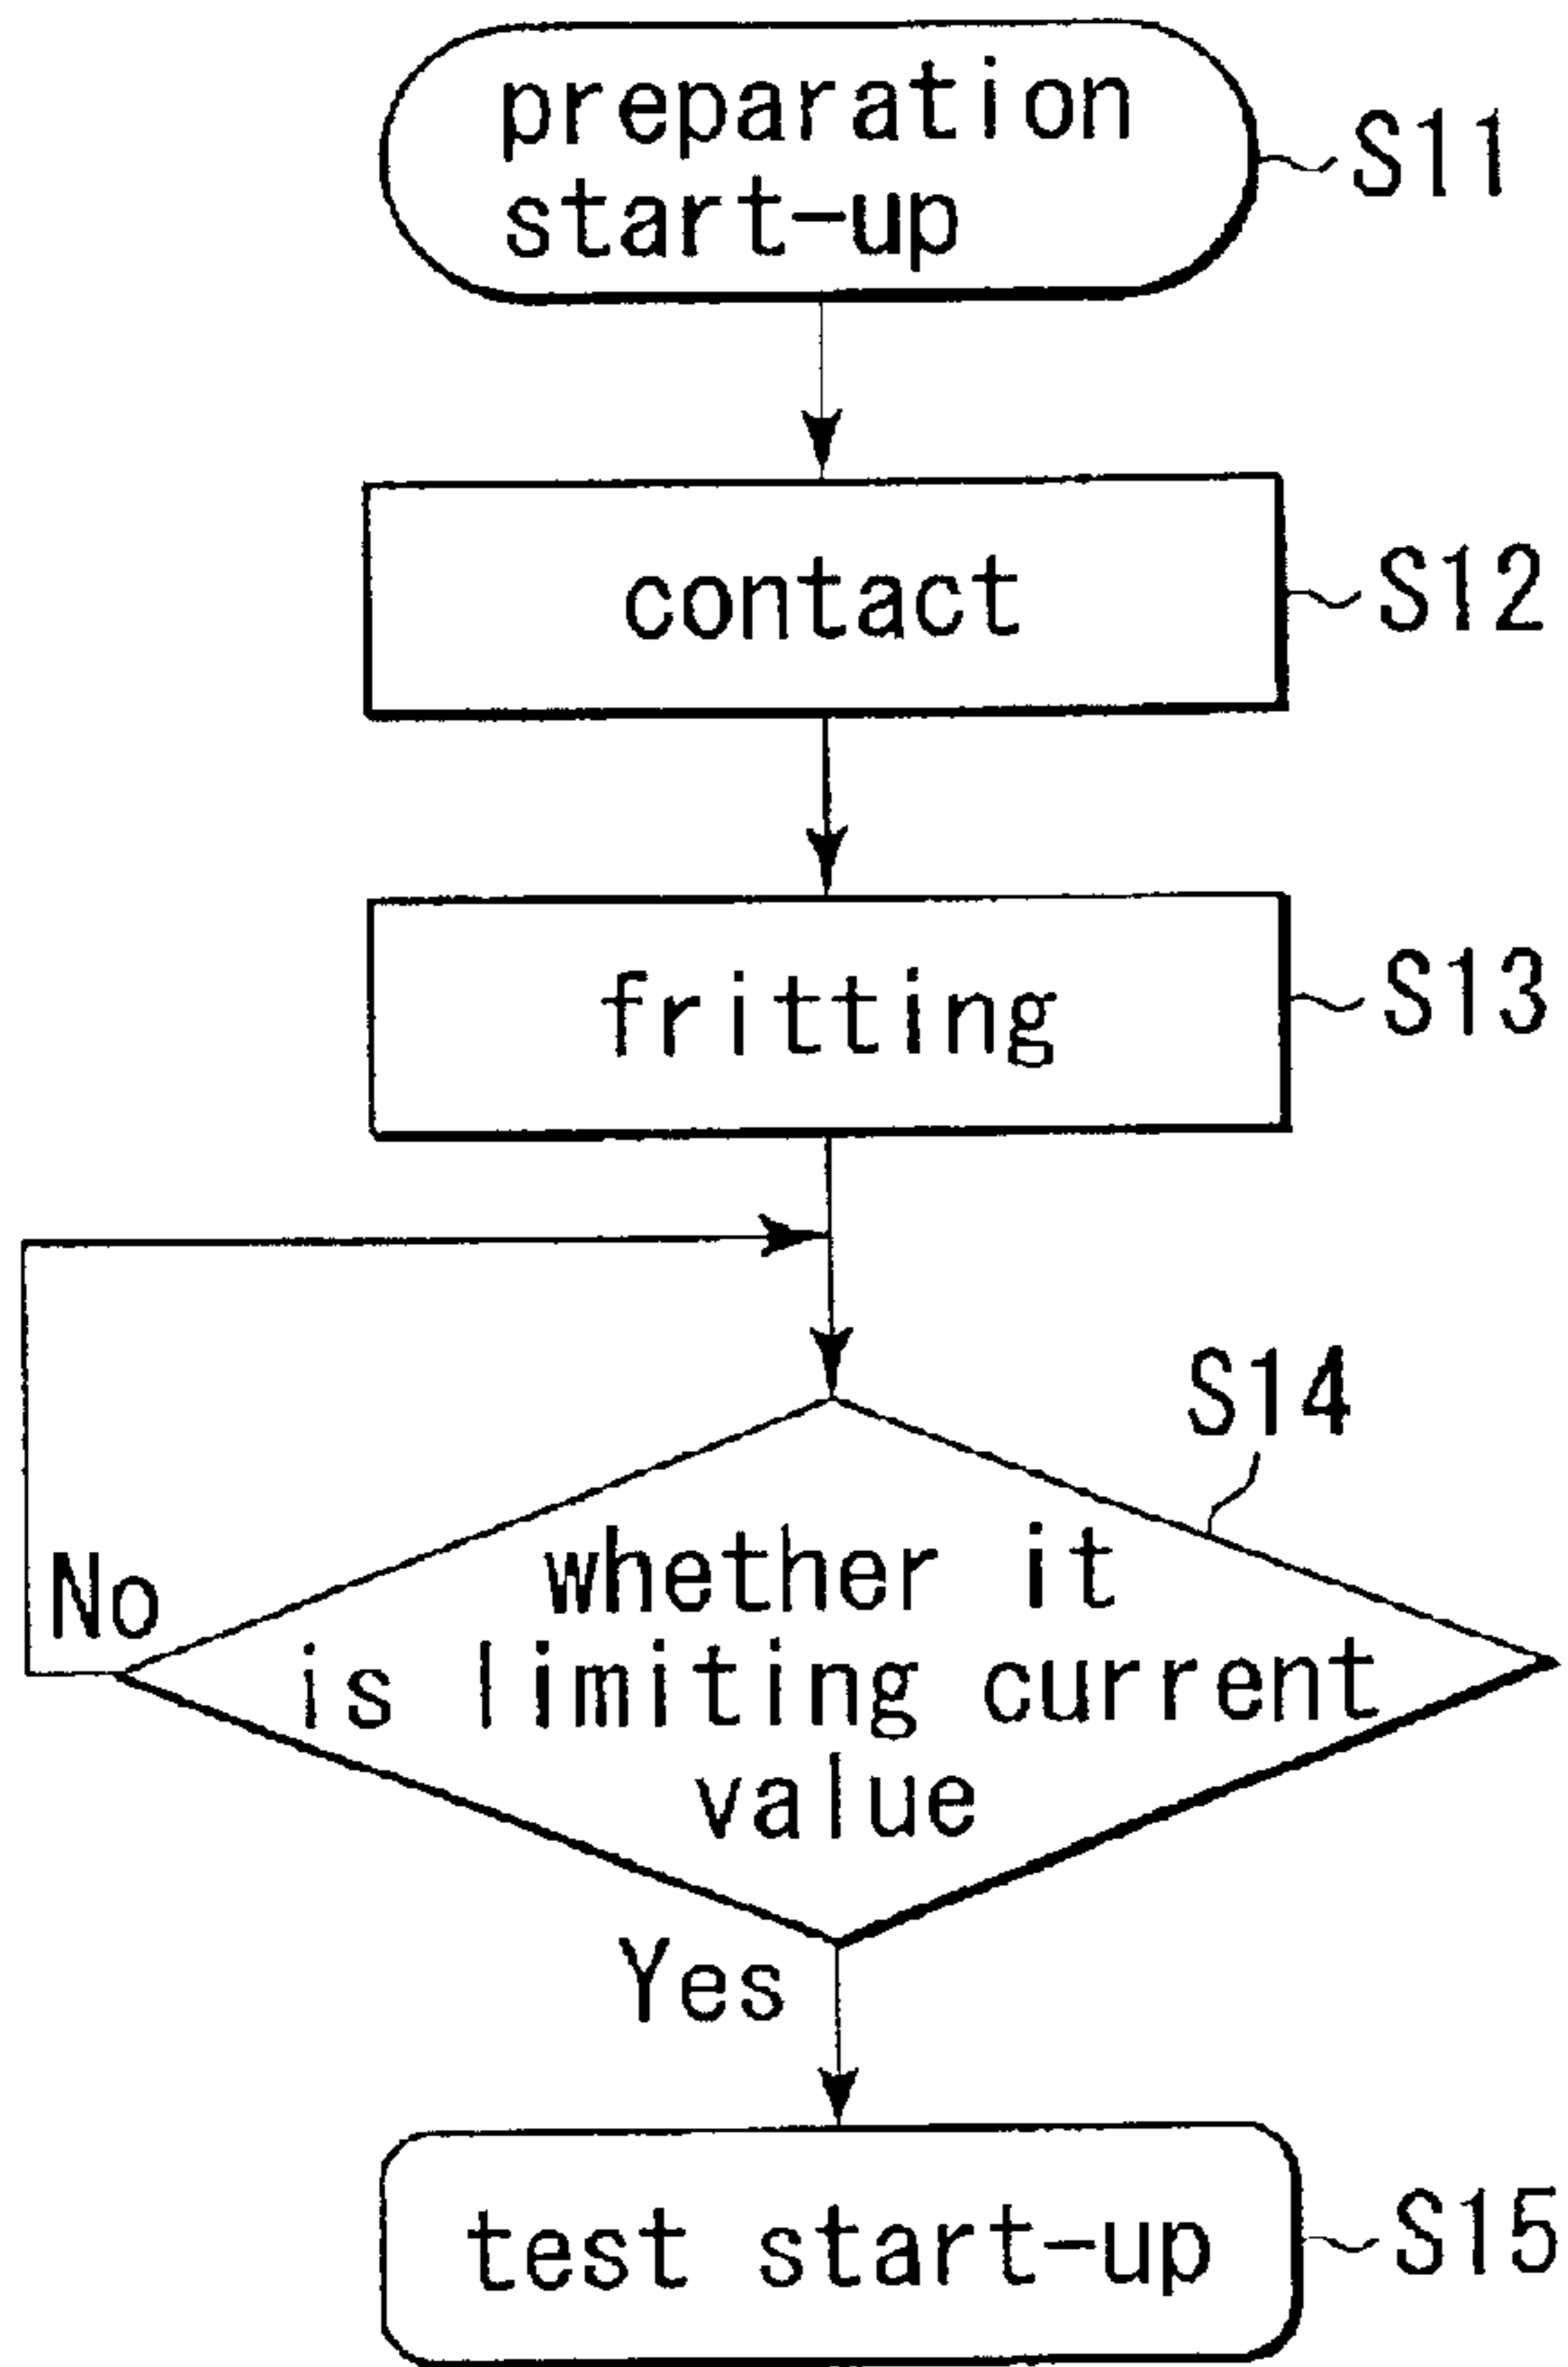 preparation
start-up
S11
contact
S12
fritting
S13
S14
No
whether it
is limiting current
value
Yes
test start-up
S15